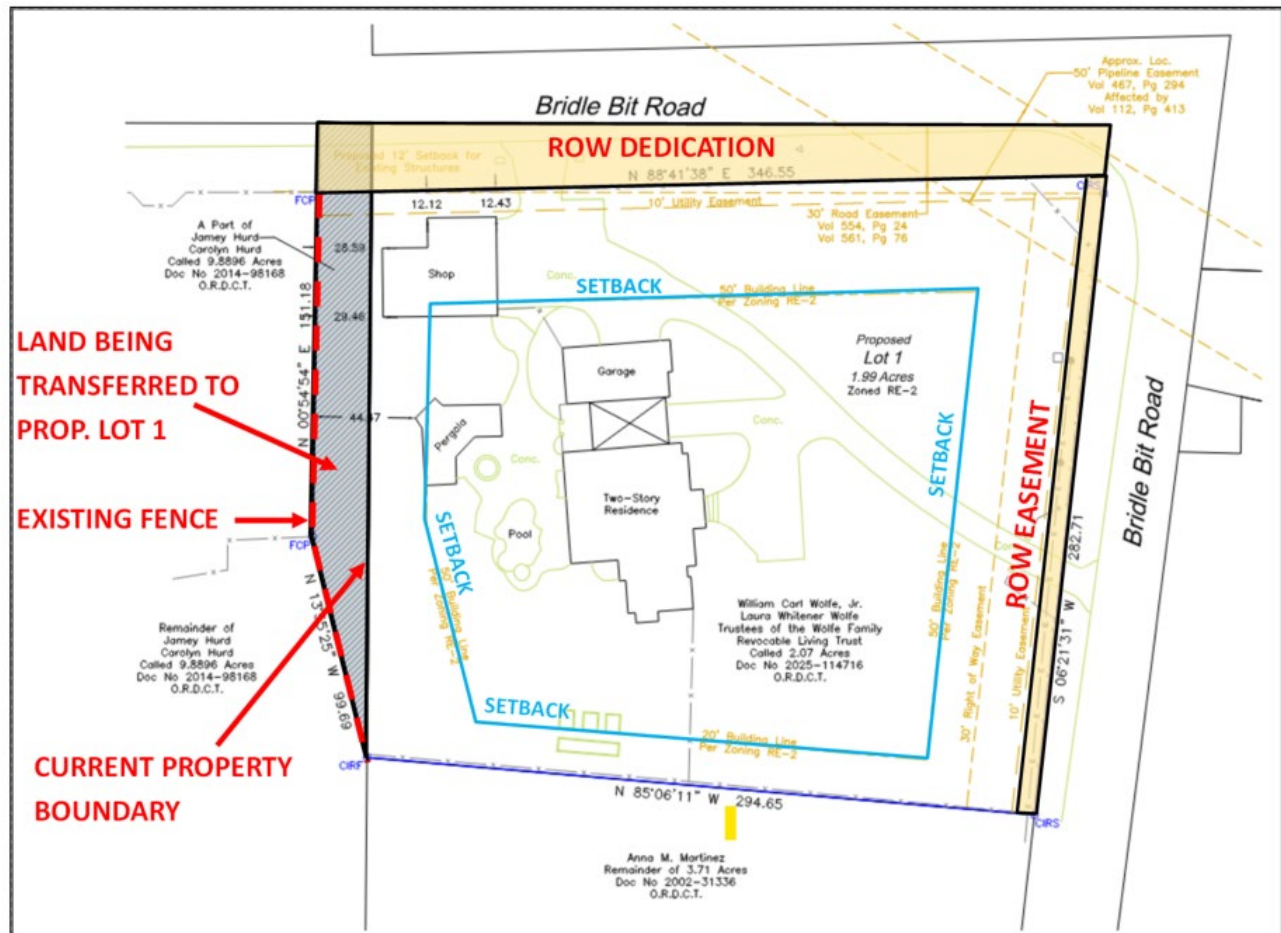 Bridle Bit Road
Approx. Loc.
50' Pipeline Easement
Vol 467, Pg 294
Affected by
Vol 112, Pg 413
ROW DEDICATION
Proposed 12' Setback for
Existing Structures
N 88°41'38" E 346.55
CIRS
FCP
12.12
12.43
10' Utility Easement
30' Road Easement
Vol 554, Pg 24
Vol 561, Pg 76
A Part of
Jamey Hurd
Carolyn Hurd
Called 9.8896 Acres
Doc No 2014-98168
O.R.D.C.T.
28.59
Shop
Conc.
SETBACK
50' Building Line
Per Zoning RE-2
29.46
N 00°54'54" E 151.18
LAND BEING
TRANSFERRED TO
PROP. LOT 1
Proposed
Lot 1
1.99 Acres
Zoned RE-2
Garage
Pergola
Conc.
Conc.
SETBACK
ROW EASEMENT
Bridle Bit Road
EXISTING FENCE
FCP
Two-Story
Residence
Pool
SETBACK
50' Building Line
Per Zoning RE-2
50' Building Line
Per Zoning RE-2
30' Right of Way Easement
10' Utility Easement
S 06°21'31" W 282.71
William Carl Wolfe, Jr.
Laura Whitener Wolfe
Trustees of the Wolfe Family
Revocable Living Trust
Called 2.07 Acres
Doc No 2025-114716
O.R.D.C.T.
Remainder of
Jamey Hurd
Carolyn Hurd
Called 9.8896 Acres
Doc No 2014-98168
O.R.D.C.T.
W 99.69
SETBACK
20' Building Line
Per Zoning RE-2
CURRENT PROPERTY
BOUNDARY
CIRF
N 85°06'11" W 294.65
CIRS
Anna M. Martinez
Remainder of 3.71 Acres
Doc No 2002-31336
O.R.D.C.T.